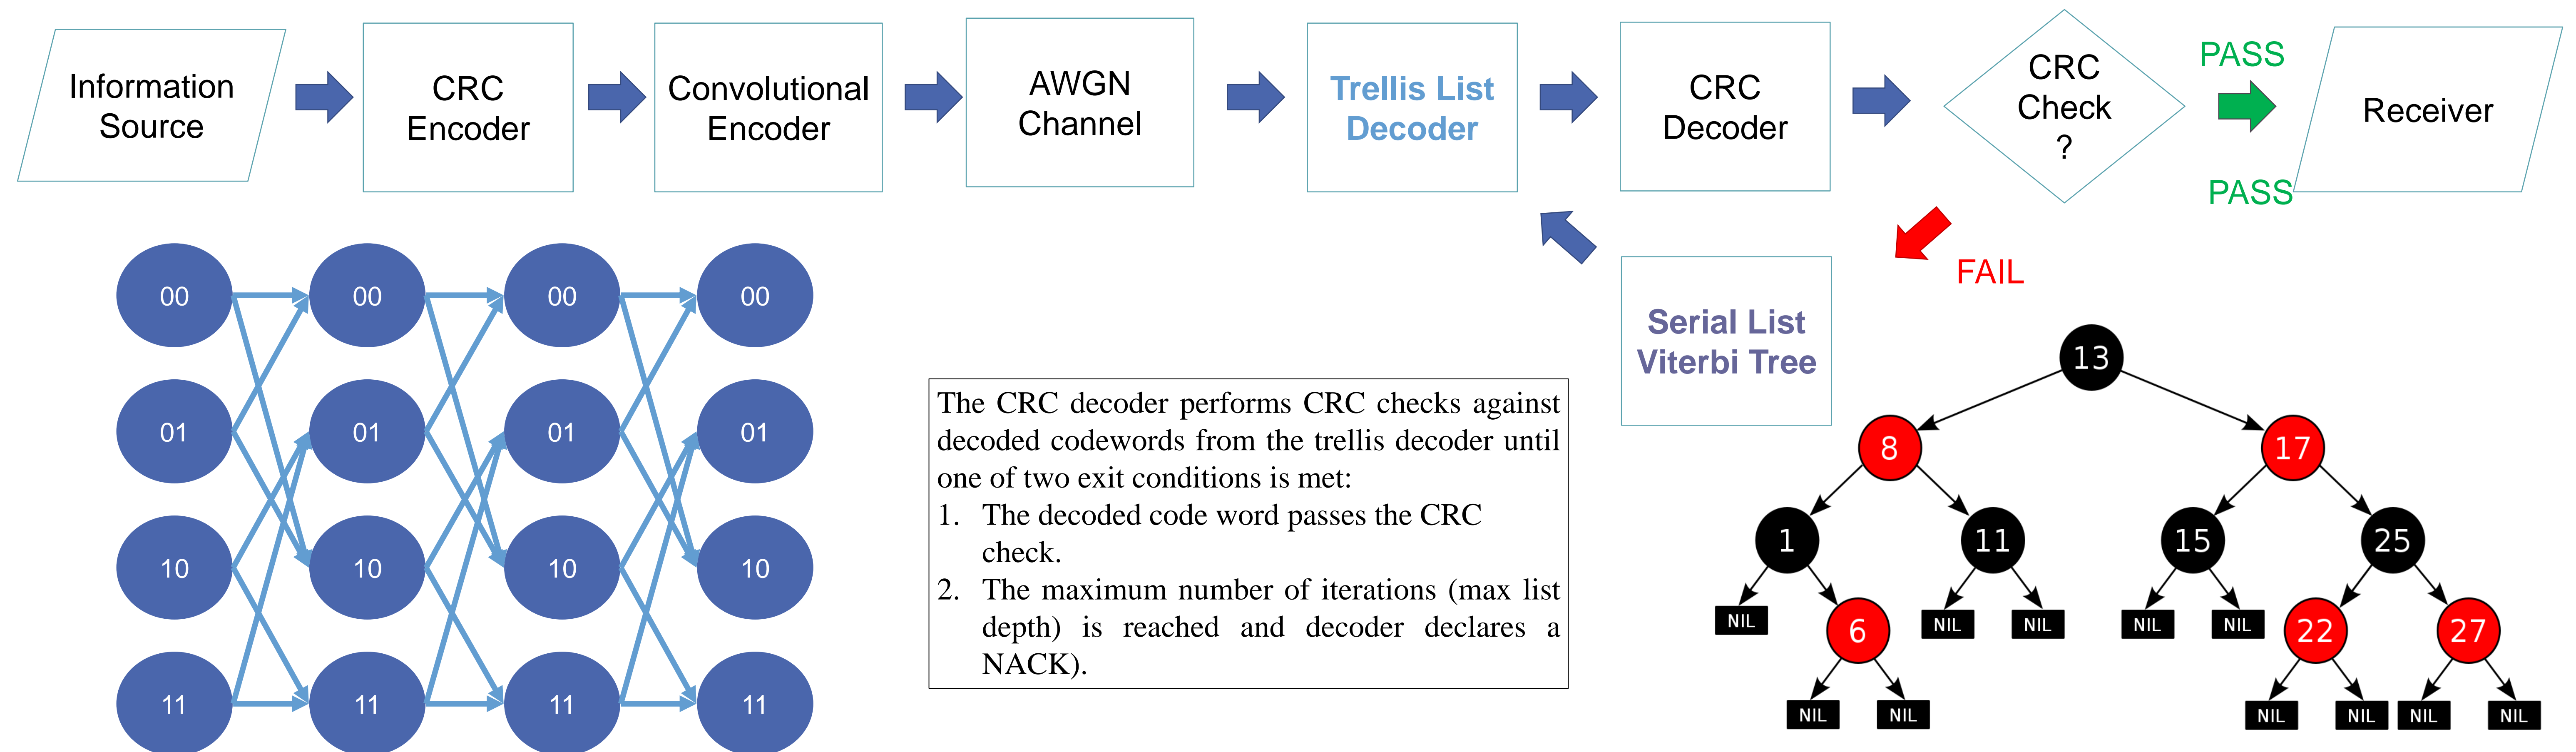 Information
Source
CRC
Encoder
Convolutional
Encoder
AWGN
Channel
Trellis List
Decoder
CRC
Decoder
CRC
Check
?
PASS
PASS
Receiver
FAIL
Serial List
Viterbi Tree
00
00
00
00
01
01
01
01
10
10
10
10
11
11
11
11
The CRC decoder performs CRC checks against
decoded codewords from the trellis decoder until
one of two exit conditions is met:
1. The decoded code word passes the CRC
check.
2. The maximum number of iterations (max list
depth) is reached and decoder declares a
NACK).
13
8
17
1
11
15
25
NIL
6
NIL
NIL
NIL
NIL
22
27
NIL
NIL
NIL
NIL
NIL
NIL